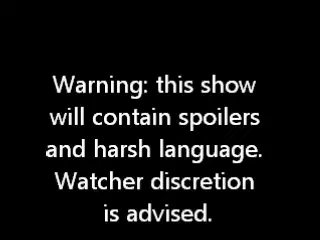 Warning: this show
will contain spoilers
and harsh language.
Watcher discretion
is advised.